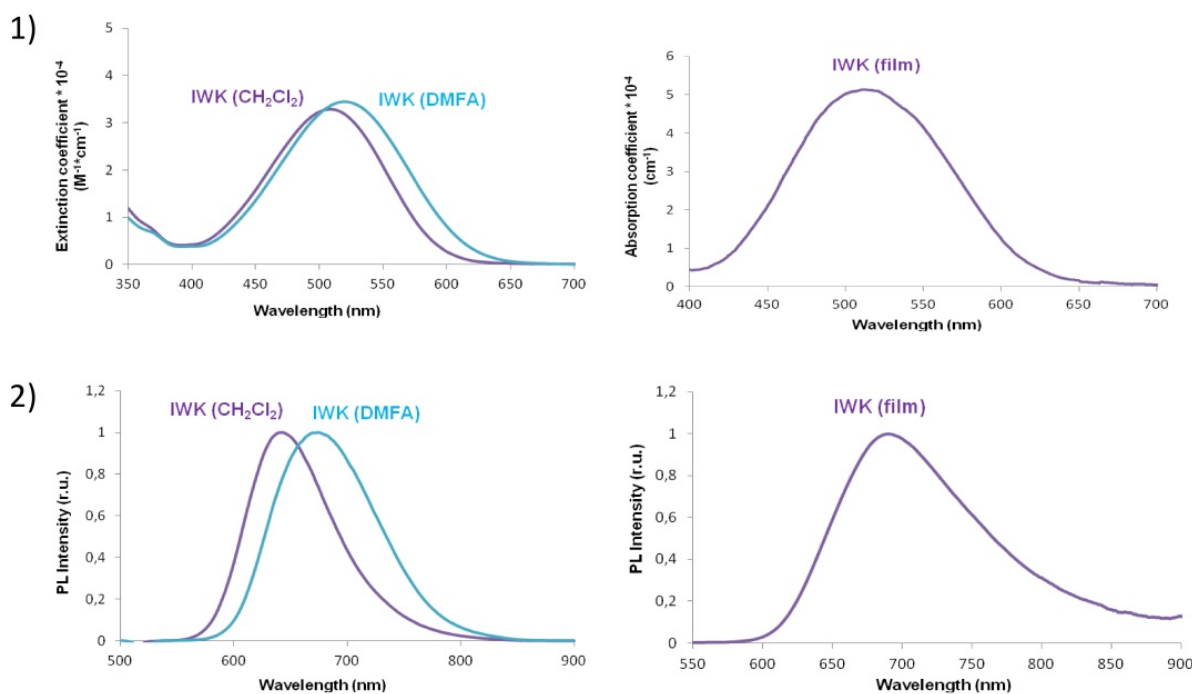 1)
Extinction coefficient * 10⁻⁴
(M⁻¹*cm⁻¹)
5
4
3
2
1
0
IWK (CH₂Cl₂)
IWK (DMFA)
350 400 450 500 550 600 650 700
Wavelength (nm)
Absorption coefficient * 10⁻⁴
(cm⁻¹)
6
5
4
3
2
1
0
IWK (film)
400 450 500 550 600 650 700
Wavelength (nm)
2)
PL Intensity (r.u.)
1,2
1
0,8
0,6
0,4
0,2
0
IWK (CH₂Cl₂)
IWK (DMFA)
500 600 700 800 900
Wavelength (nm)
PL Intensity (r.u.)
1,2
1
0,8
0,6
0,4
0,2
0
IWK (film)
550 600 650 700 750 800 850 900
Wavelength (nm)